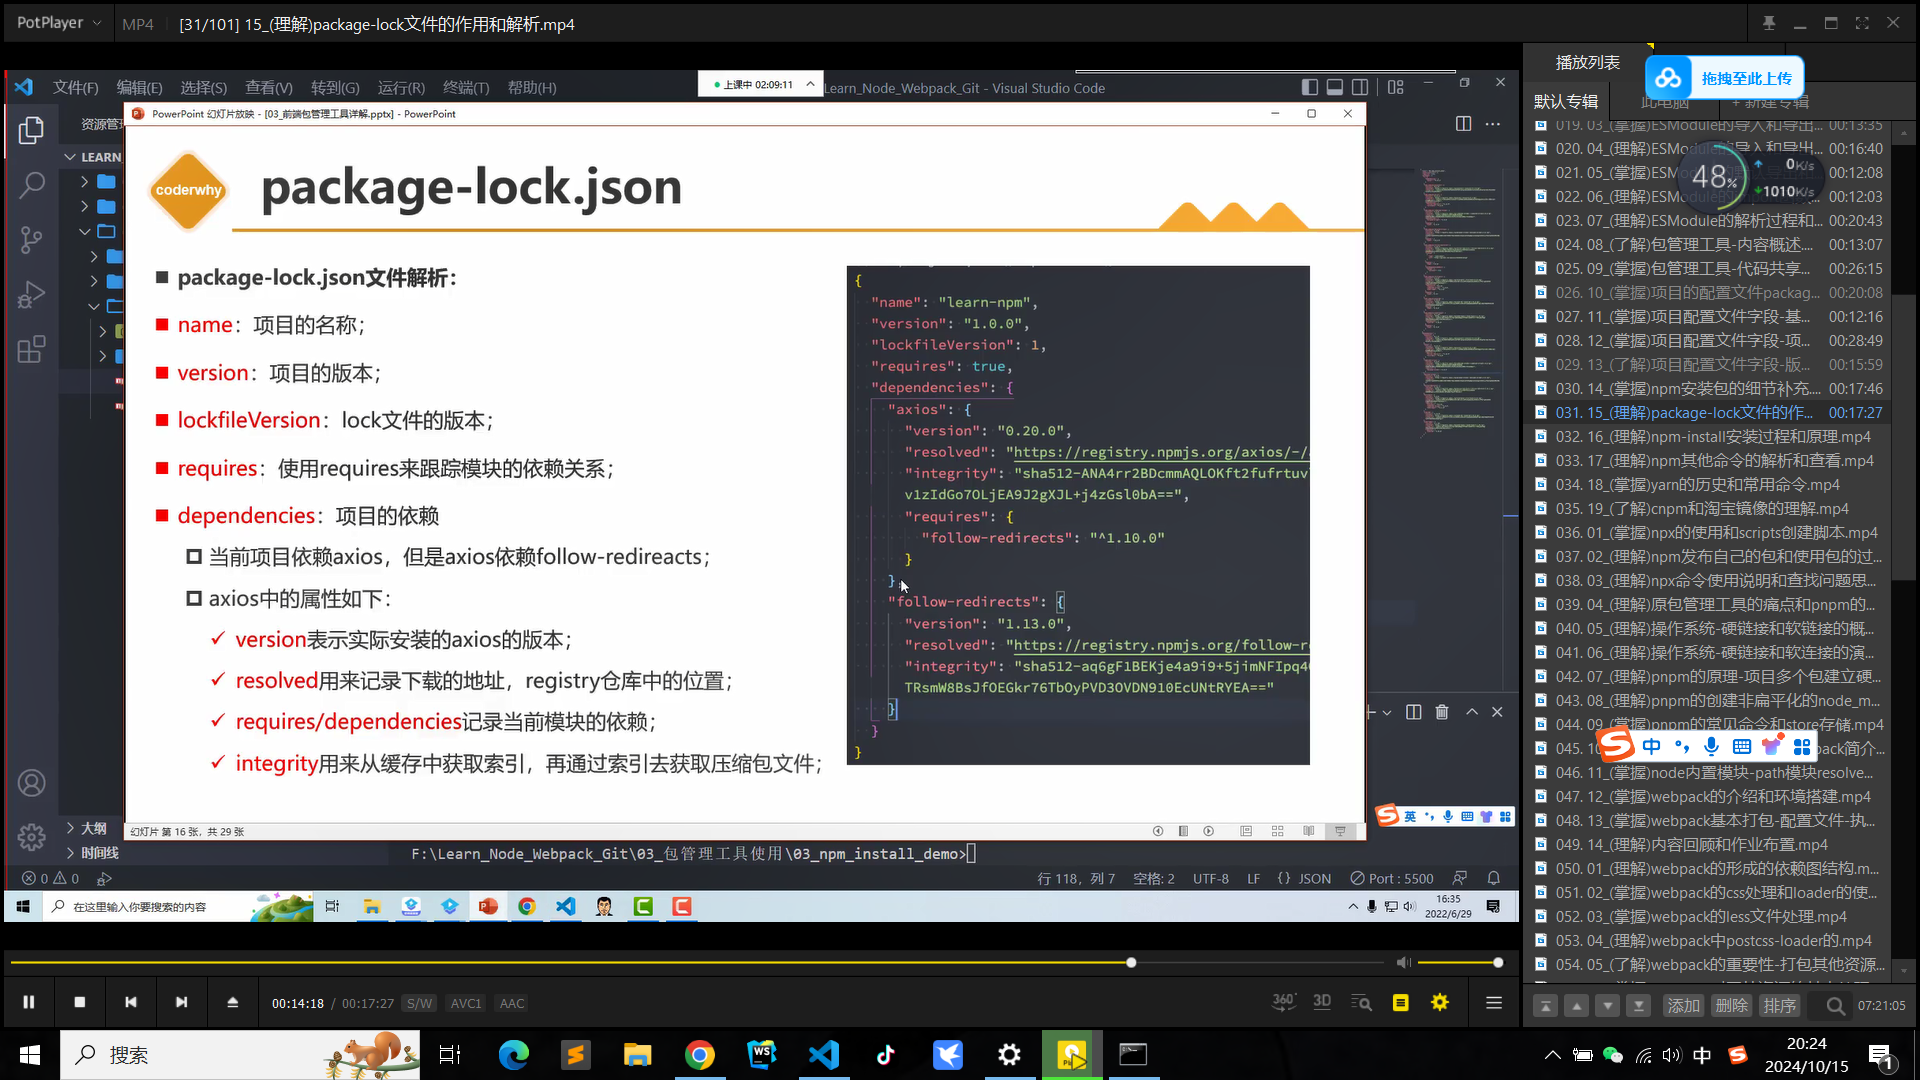 PotPlayer
MP4
[31/101] 15_(理解)package-lock文件的作用和解析.mp4
文件(F) 编辑(E) 选择(S) 查看(V) 转到(G) 运行(R) 终端(T) 帮助(H)
上课中 02:09:11
Learn_Node_Webpack_Git - Visual Studio Code
资源管
LEARN_
PowerPoint 幻灯片放映 - [03_前端包管理工具详解.pptx] - PowerPoint
coderwhy
package-lock.json
package-lock.json文件解析：
name：项目的名称；
version：项目的版本；
lockfileVersion：lock文件的版本；
requires：使用requires来跟踪模块的依赖关系；
dependencies：项目的依赖
当前项目依赖axios，但是axios依赖follow-redireacts；
axios中的属性如下：
version表示实际安装的axios的版本；
resolved用来记录下载的地址，registry仓库中的位置；
requires/dependencies记录当前模块的依赖；
integrity用来从缓存中获取索引，再通过索引去获取压缩包文件；
{
"name": "learn-npm",
"version": "1.0.0",
"lockfileVersion": 1,
"requires": true,
"dependencies": {
"axios": {
"version": "0.20.0",
"resolved": "https://registry.npmjs.org/axios/-/
"integrity": "sha512-ANA4rr2BDcmmAQLOKft2fufrtuv
v1zIdGo7OLjEA9J2gXJL+j4zGsl0bA==",
"requires": {
"follow-redirects": "^1.10.0"
}
},
"follow-redirects": {
"version": "1.13.0",
"resolved": "https://registry.npmjs.org/follow-r
"integrity": "sha512-aq6gF1BEKje4a9i9+5jimNFIpq4
TRsmW8BsJfOEGkr76TbOyPVD3OVDN910EcUNtRYEA=="
}
}
}
幻灯片 第 16 张，共 29 张
英
大纲
时间线
F:\Learn_Node_Webpack_Git\03_包管理工具使用\03_npm_install_demo>
0 0
行 118，列 7 空格: 2 UTF-8 LF {} JSON Port : 5500
在这里输入你要搜索的内容
16:35
2022/6/29
00:14:18 / 00:17:27 S/W AVC1 AAC
360° 3D
播放列表
拖拽至此上传
默认专辑 此电脑 + 新建专辑
019. 03_(掌握)ESModule的导入和导出... 00:13:35
020. 04_(理解)ESModule的导入和导出... 00:16:40
021. 05_(掌握)ESModule的默认导出和... 00:12:08
022. 06_(理解)ESModule 00:12:03
023. 07_(理解)ESModule的解析过程和... 00:20:43
024. 08_(了解)包管理工具-内容概述... 00:13:07
025. 09_(掌握)包管理工具-代码共享... 00:26:15
026. 10_(掌握)项目的配置文件packag... 00:20:08
027. 11_(掌握)项目配置文件字段-基... 00:12:16
028. 12_(掌握)项目配置文件字段-项... 00:28:49
029. 13_(了解)项目配置文件字段-版... 00:15:59
030. 14_(掌握)npm安装包的细节补充... 00:17:46
031. 15_(理解)package-lock文件的作... 00:17:27
032. 16_(理解)npm-install安装过程和原理.mp4
033. 17_(理解)npm其他命令的解析和查看.mp4
034. 18_(掌握)yarn的历史和常用命令.mp4
035. 19_(了解)cnpm和淘宝镜像的理解.mp4
036. 01_(掌握)npx的使用和scripts创建脚本.mp4
037. 02_(理解)npm发布自己的包和使用包的过...
038. 03_(理解)npx命令使用说明和查找问题思...
039. 04_(理解)原包管理工具的痛点和pnpm的...
040. 05_(理解)操作系统-硬链接和软链接的概...
041. 06_(理解)操作系统-硬链接和软连接的演...
042. 07_(理解)pnpm的原理-项目多个包建立硬...
043. 08_(理解)pnpm的创建非扁平化的node_m...
044. 09_(掌握)pnpm的常见命令和store存储.mp4
045. 10 pack简介...
046. 11_(掌握)node内置模块-path模块resolve...
047. 12_(掌握)webpack的介绍和环境搭建.mp4
048. 13_(掌握)webpack基本打包-配置文件-执...
049. 14_(理解)内容回顾和作业布置.mp4
050. 01_(理解)webpack的形成的依赖图结构.m...
051. 02_(掌握)webpack的css处理和loader的使...
052. 03_(掌握)webpack的less文件处理.mp4
053. 04_(理解)webpack中postcss-loader的.mp4
054. 05_(了解)webpack的重要性-打包其他资源...
48%
0K/s
1010K/s
中
添加 删除 排序 07:21:05
搜索
中
20:24
2024/10/15
1